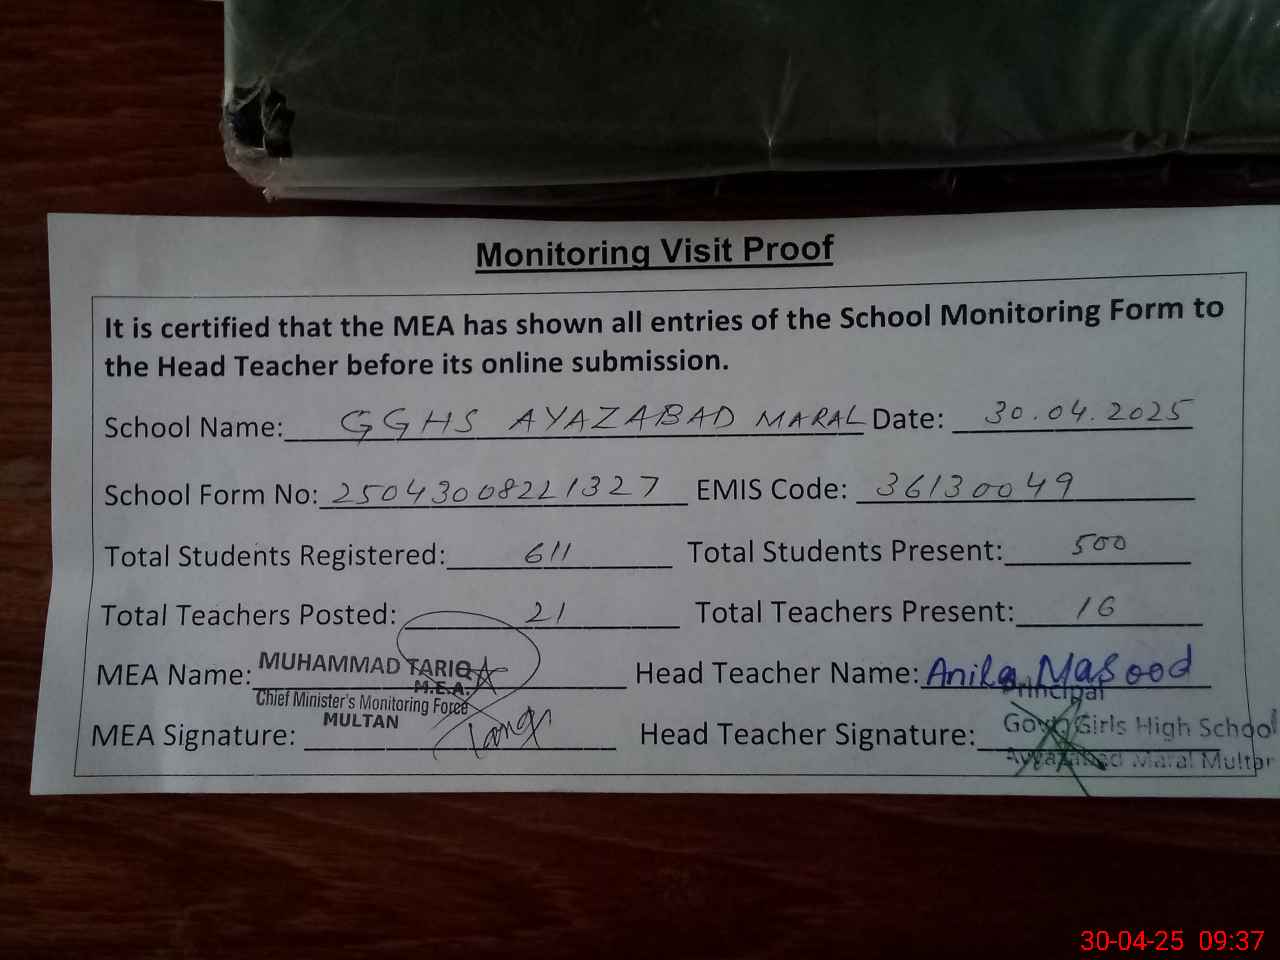 Monitoring Visit Proof
It is certified that the MEA has shown all entries of the School Monitoring Form to
the Head Teacher before its online submission.
School Name: GGHS AYAZABAD MARAL Date: 30.04.2025
School Form No: 25043008221327 EMIS Code: 36130049
Total Students Registered: 611 Total Students Present: 500
Total Teachers Posted: 21 Total Teachers Present: 16
MEA Name: MUHAMMAD TARIQ Head Teacher Name: Anila Masood
M.E.A.
Chief Minister's Monitoring Force
MULTAN
Principal
MEA Signature: Head Teacher Signature: Govt Girls High School
Ayyazabad Maral Multan
30-04-25 09:37